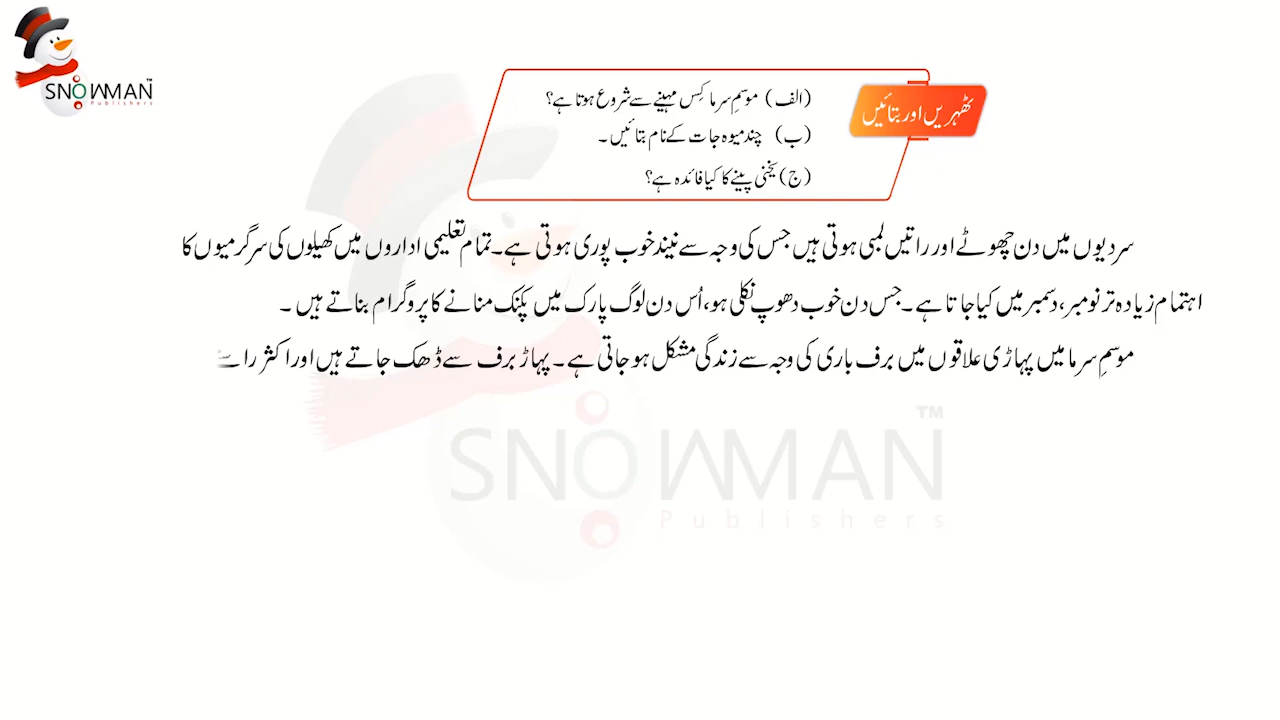 SNOWMAN™
Publishers
ٹھہریں اور بتائیں
(الف) موسمِ سرما کِس مہینے سے شروع ہوتا ہے؟
(ب) چند میوہ جات کے نام بتائیں۔
(ج) یخنی پینے کا کیا فائدہ ہے؟
سردیوں میں دن چھوٹے اور راتیں لمبی ہوتی ہیں جس کی وجہ سے نیند خوب پوری ہوتی ہے۔ تمام تعلیمی اداروں میں کھیلوں کی سرگرمیوں کا
اہتمام زیادہ تر نومبر، دسمبر میں کیا جاتا ہے۔ جس دن خوب دھوپ نکلی ہو، اُس دن لوگ پارک میں پکنک منانے کا پروگرام بناتے ہیں۔
موسمِ سرما میں پہاڑی علاقوں میں برف باری کی وجہ سے زندگی مشکل ہو جاتی ہے۔ پہاڑ برف سے ڈھک جاتے ہیں اور اکثر
SNOWMAN™
Publishers